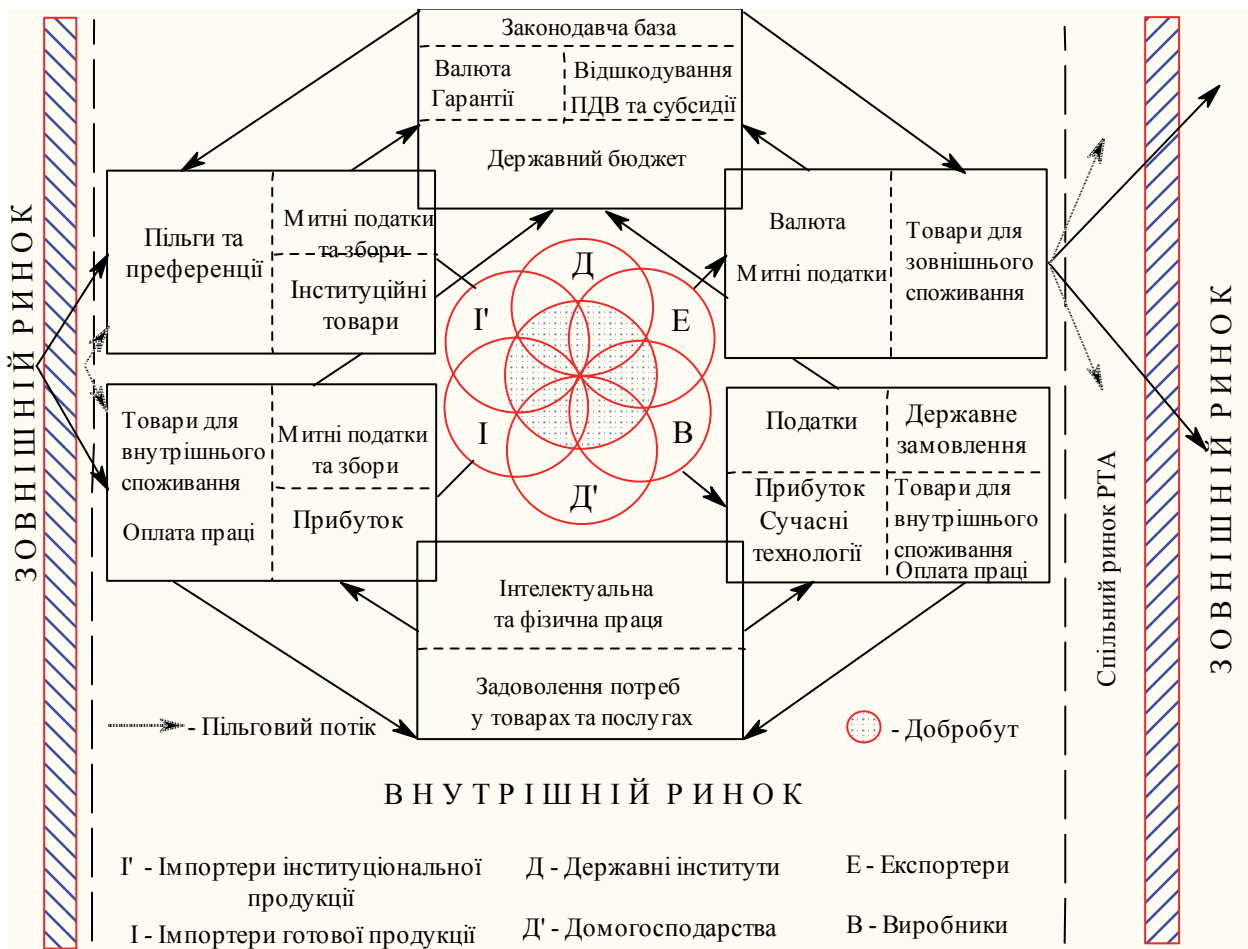 Законодавча база
Валюта
Гарантії
Відшкодування
ПДВ та субсидії
Державний бюджет
ЗОВНІШНІЙ РИНОК
Пільги та
преференції
Митні податки
та збори
Інституційні
товари
Валюта
Митні податки
Товари для
зовнішнього
споживання
Д
І'
Е
І
В
Д'
Товари для
внутрішнього
споживання
Оплата праці
Митні податки
та збори
Прибуток
Податки
Державне
замовлення
Прибуток
Сучасні
технології
Товари для
внутрішнього
споживання
Оплата праці
Інтелектуальна
та фізична праця
Задоволення потреб
у товарах та послугах
Спільний ринок РТА
ЗОВНІШНІЙ РИНОК
- Пільговий потік
- Добробут
ВНУТРІШНІЙ РИНОК
І' - Імпортери інституціональної
продукції
І - Імпортери готової продукції
Д - Державні інститути
Д' - Домогосподарства
Е - Експортери
В - Виробники